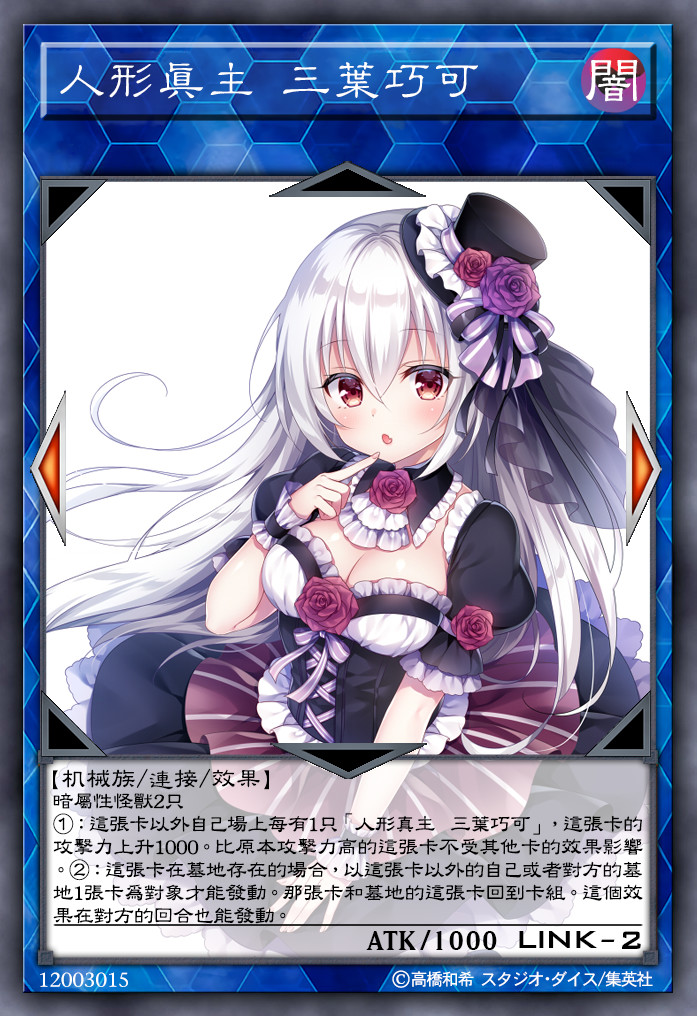 人形眞主 三葉巧可
闇
【机械族/連接/效果】
暗屬性怪獸2只
①：這張卡以外自己場上每有1只「人形真主 三葉巧可」，這張卡的
攻擊力上升1000。比原本攻擊力高的這張卡不受其他卡的效果影響
。②：這張卡在墓地存在的場合，以這張卡以外的自己或者對方的墓
地1張卡爲對象才能發動。那張卡和墓地的這張卡回到卡組。這個效
果在對方的回合也能發動。
ATK/1000 LINK-2
12003015 ©高橋和希 スタジオ・ダイス/集英社